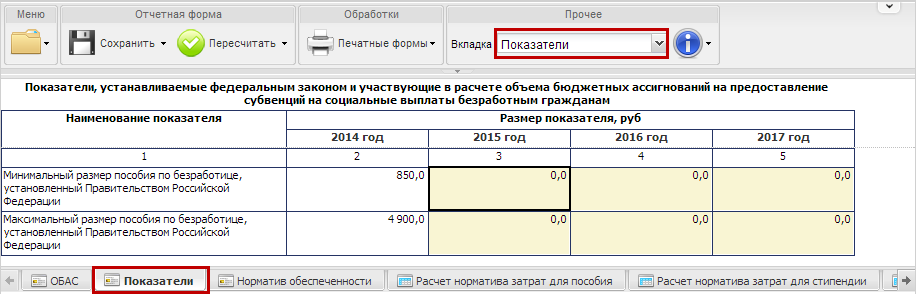 Меню
Отчетная форма
Обработки
Прочее
Сохранить
Пересчитать
Печатные формы
Вкладка
Показатели
Показатели, устанавливаемые федеральным законом и участвующие в расчете объема бюджетных ассигнований на предоставление
субвенций на социальные выплаты безработным гражданам
Наименование показателя
Размер показателя, руб
2014 год
2015 год
2016 год
2017 год
1
2
3
4
5
Минимальный размер пособия по безработице,
установленный Правительством Российской
Федерации
850,0
0,0
0,0
0,0
Максимальный размер пособия по безработице,
установленный Правительством Российской
Федерации
4 900,0
0,0
0,0
0,0
ОБАС
Показатели
Норматив обеспеченности
Расчет норматива затрат для пособия
Расчет норматива затрат для стипендии